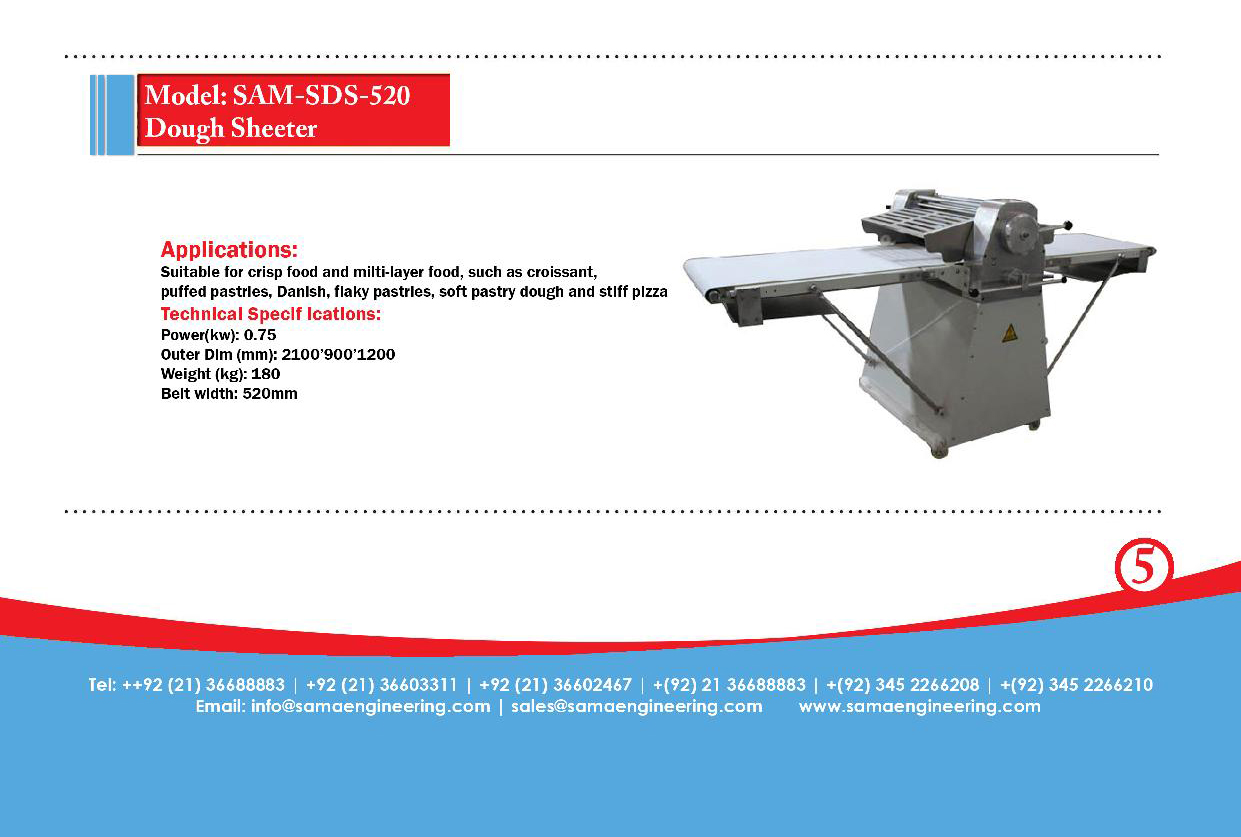 Model: SAM-SDS-520
Dough Sheeter
Applications:
Suitable for crisp food and milti-layer food, such as croissant,
puffed pastries, Danish, flaky pastries, soft pastry dough and stiff pizza
Technical Specif ications:
Power(kw): 0.75
Outer Dim (mm): 2100’900’1200
Weight (kg): 180
Belt width: 520mm
5
Tel: ++92 (21) 36688883 | +92 (21) 36603311 | +92 (21) 36602467 | +(92) 21 36688883 | +(92) 345 2266208 | +(92) 345 2266210
Email: info@samaengineering.com | sales@samaengineering.com www.samaengineering.com